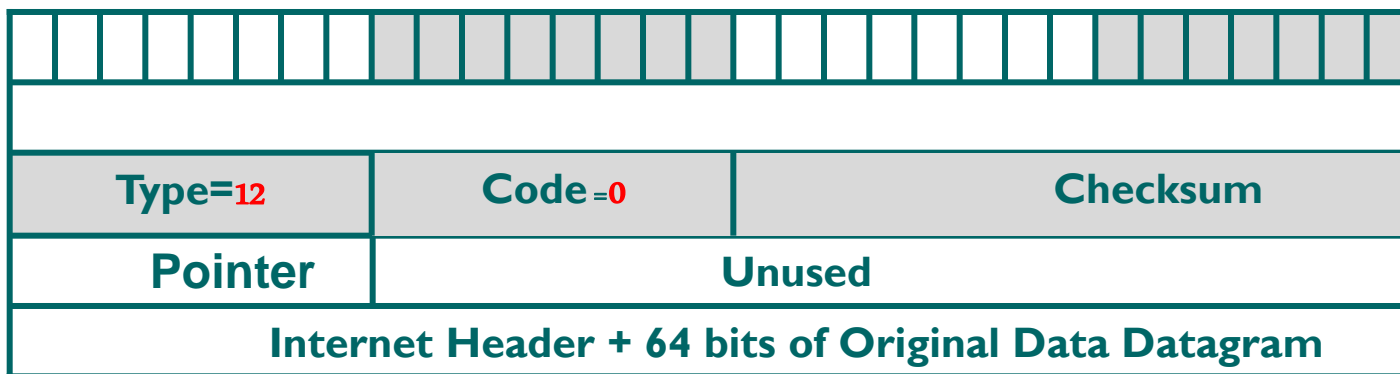 Type=12 Code=0 Checksum
Pointer Unused
Internet Header + 64 bits of Original Data Datagram